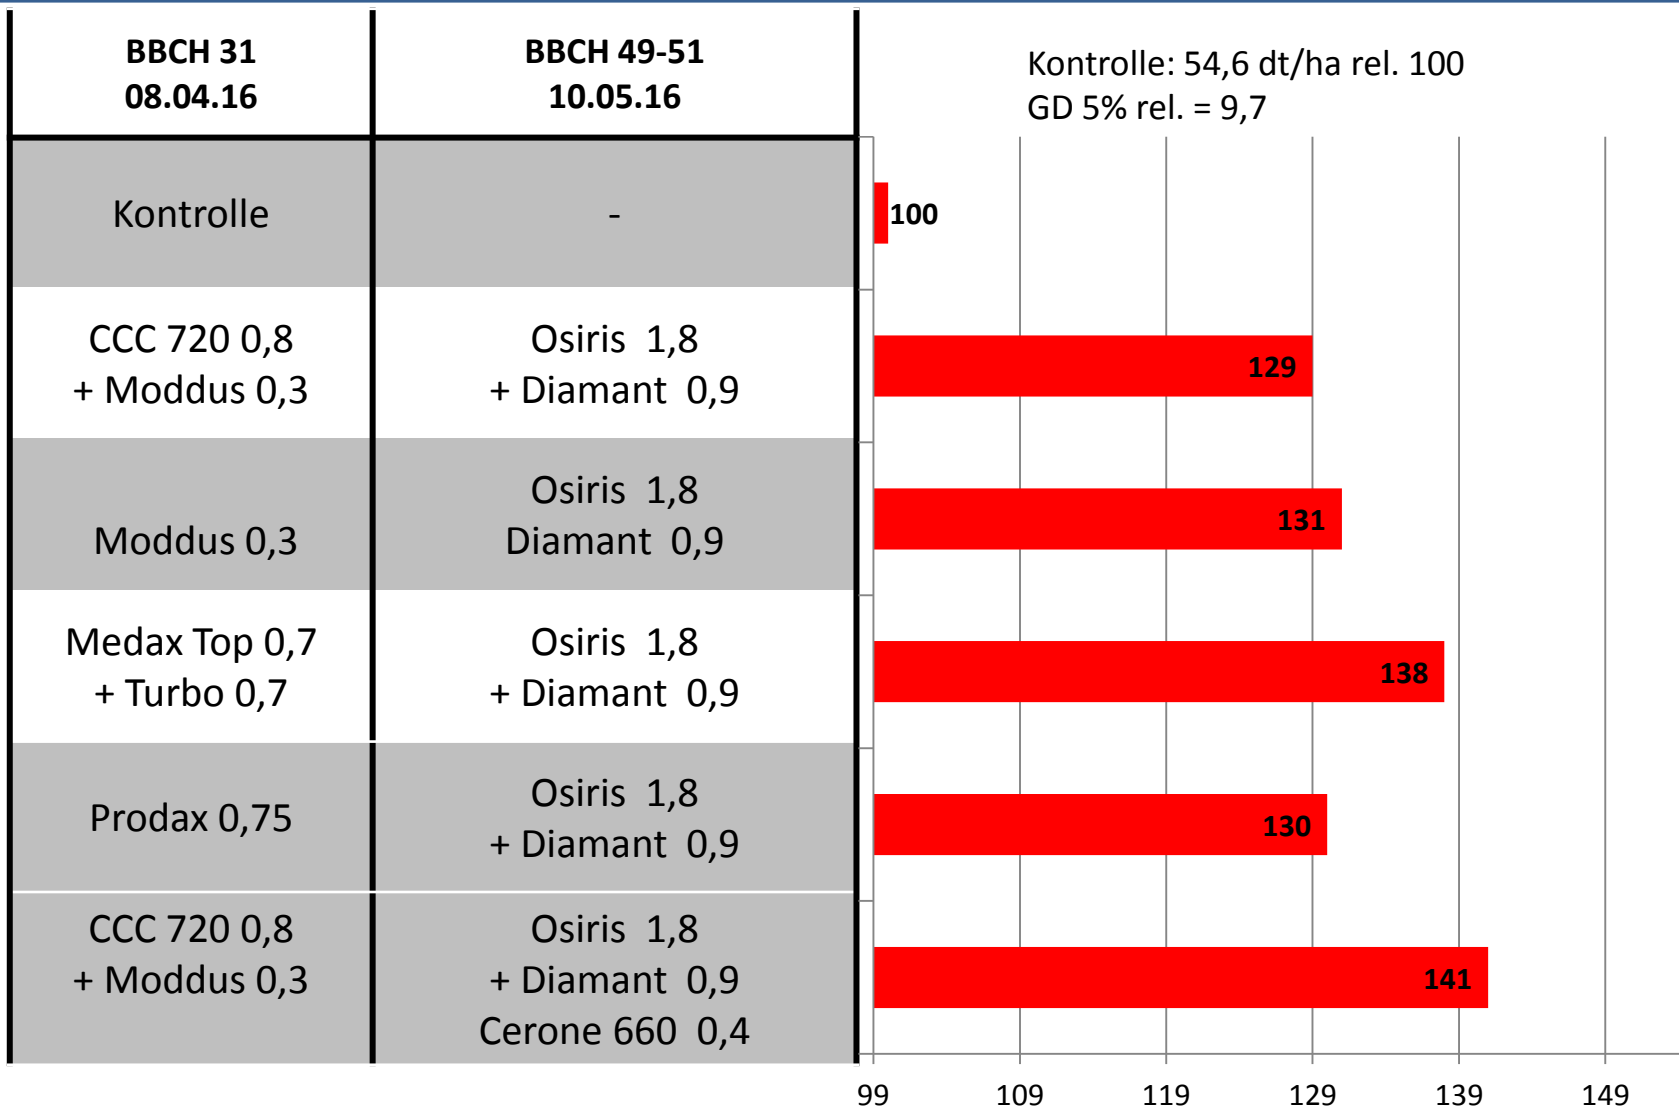 BBCH 31
08.04.16
BBCH 49-51
10.05.16
Kontrolle: 54,6 dt/ha rel. 100
GD 5% rel. = 9,7
Kontrolle
-
100
CCC 720 0,8
+ Moddus 0,3
Osiris  1,8
+ Diamant  0,9
129
Moddus 0,3
Osiris  1,8
Diamant  0,9
131
Medax Top 0,7
+ Turbo 0,7
Osiris  1,8
+ Diamant  0,9
138
Prodax 0,75
Osiris  1,8
+ Diamant  0,9
130
CCC 720 0,8
+ Moddus 0,3
Osiris  1,8
+ Diamant  0,9
Cerone 660  0,4
141
99 109 119 129 139 149